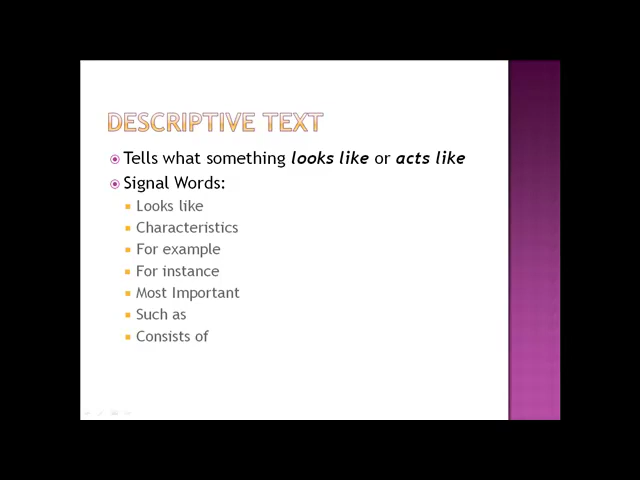 DESCRIPTIVE TEXT
Tells what something looks like or acts like
Signal Words:
Looks like
Characteristics
For example
For instance
Most Important
Such as
Consists of